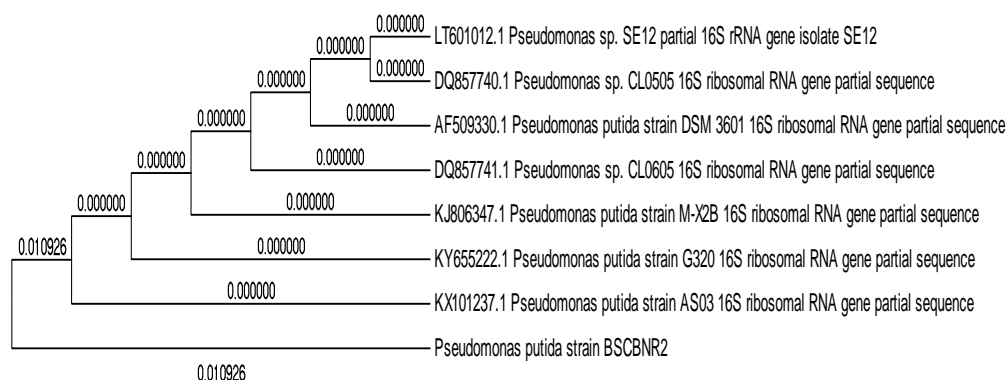 0.000000
LT601012.1 Pseudomonas sp. SE12 partial 16S rRNA gene isolate SE12
0.000000
0.000000
DQ857740.1 Pseudomonas sp. CL0505 16S ribosomal RNA gene partial sequence
0.000000
0.000000
AF509330.1 Pseudomonas putida strain DSM 3601 16S ribosomal RNA gene partial sequence
0.000000
0.000000
DQ857741.1 Pseudomonas sp. CL0605 16S ribosomal RNA gene partial sequence
0.000000
0.000000
KJ806347.1 Pseudomonas putida strain M-X2B 16S ribosomal RNA gene partial sequence
0.000000
0.000000
KY655222.1 Pseudomonas putida strain G320 16S ribosomal RNA gene partial sequence
0.010926
0.000000
KX101237.1 Pseudomonas putida strain AS03 16S ribosomal RNA gene partial sequence
Pseudomonas putida strain BSCBNR2
0.010926